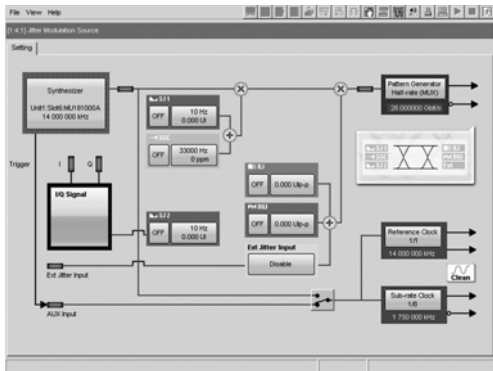 File View Help
[1:4:1] Jitter Modulation Source
Setting
Synthesizer
Unit1:Slot6:MU181000A
14 000 000 kHz
SJ1
OFF
10 Hz
0.000 UI
SSC
OFF
33000 Hz
0 ppm
Pattern Generator
Half-rate (MUX)
28.000000 Gbit/s
Trigger
I
Q
I/Q Signal
RJ
OFF
0.000 UIp-p
BUJ
OFF
0.000 UIp-p
SJ2
OFF
10 Hz
0.000 UI
Ext Jitter Input
Disable
Reference Clock
1/1
14 000 000 kHz
Clean
Ext Jitter Input
AUX Input
Sub-rate Clock
1/8
1 750 000 kHz